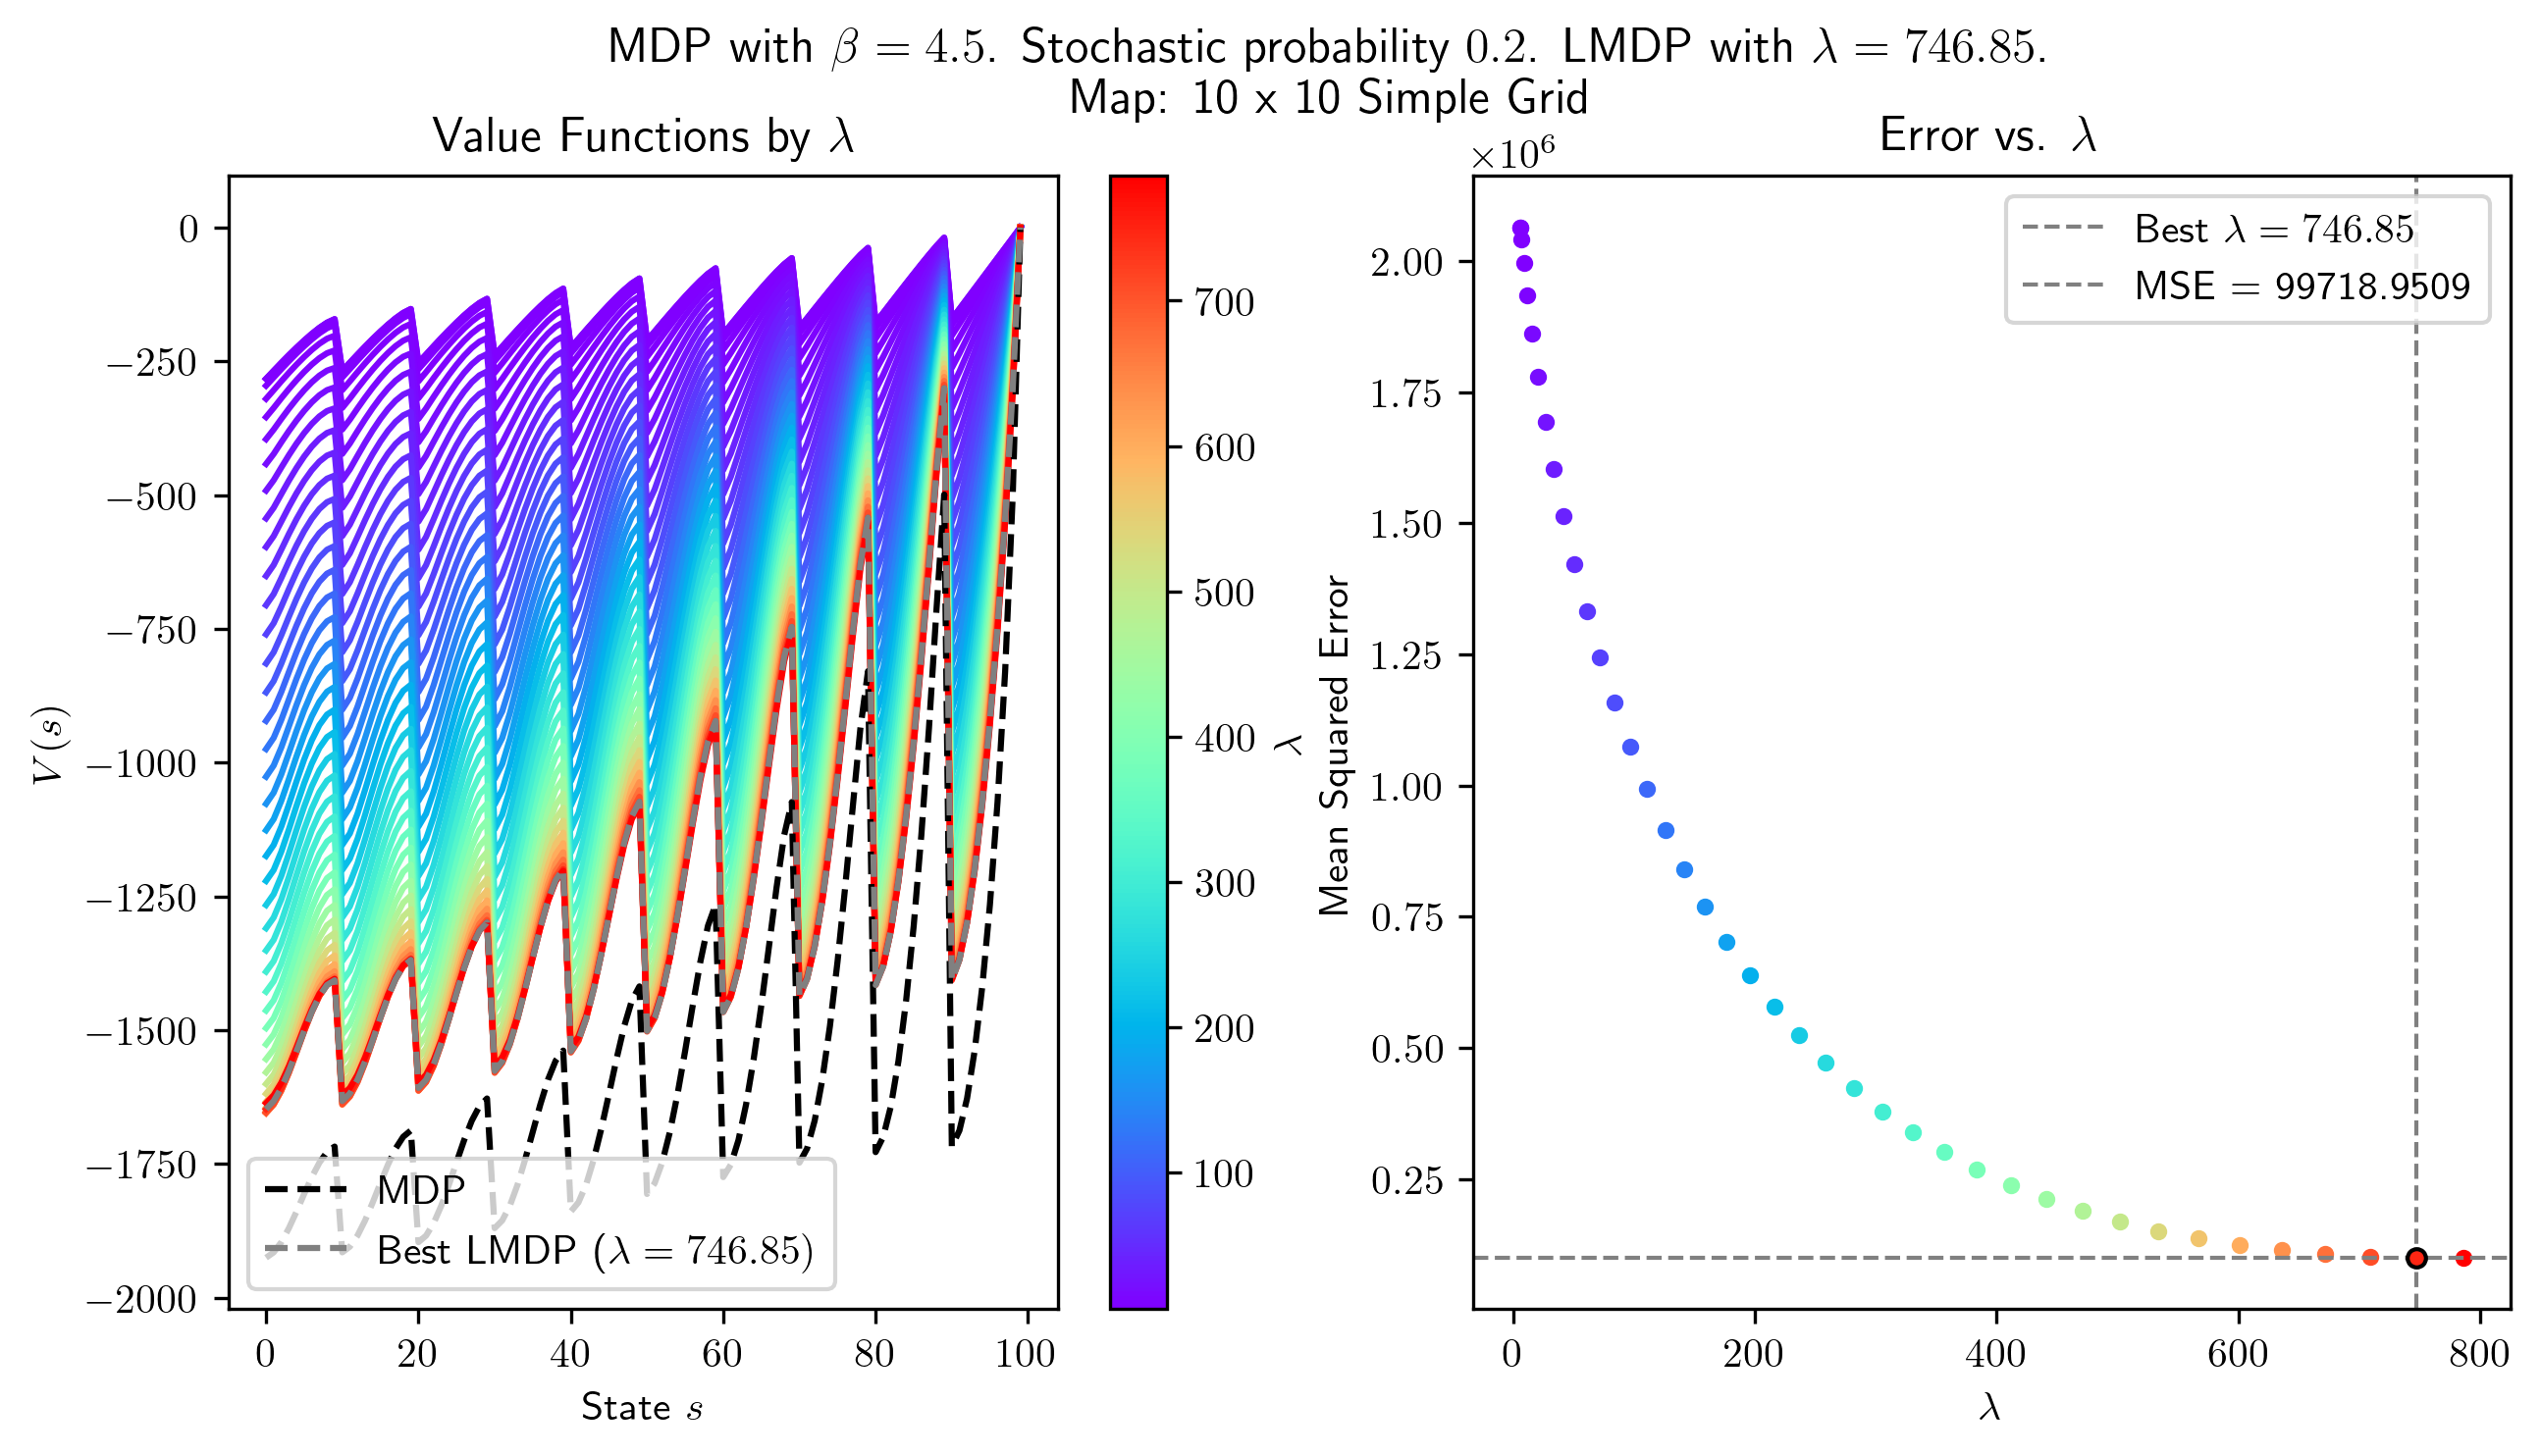 MDP with β = 4.5. Stochastic probability 0.2. LMDP with λ = 746.85.
Map: 10 x 10 Simple Grid
Value Functions by λ
0
−250
−500
−750
−1000
−1250
−1500
−1750
−2000
V(s)
MDP
Best LMDP (λ = 746.85)
0
20
40
60
80
100
State s
700
600
500
400
300
200
100
λ
Error vs. λ
×10⁶
2.00
1.75
1.50
1.25
1.00
0.75
0.50
0.25
Mean Squared Error
Best λ = 746.85
MSE = 99718.9509
0
200
400
600
800
λ